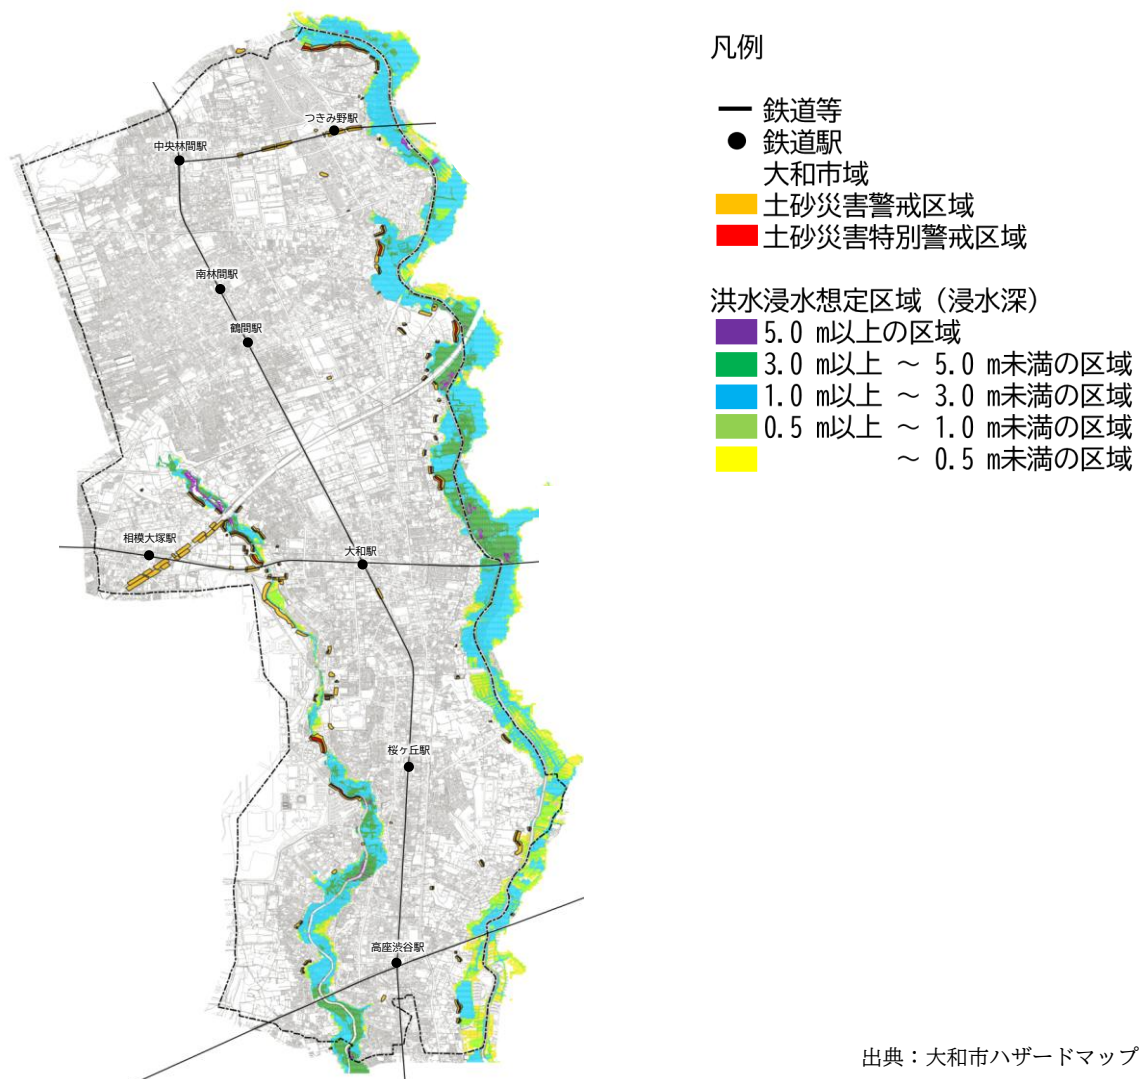 凡例
鉄道等
鉄道駅
大和市域
土砂災害警戒区域
土砂災害特別警戒区域
洪水浸水想定区域（浸水深）
5.0 m以上の区域
3.0 m以上 ～ 5.0 m未満の区域
1.0 m以上 ～ 3.0 m未満の区域
0.5 m以上 ～ 1.0 m未満の区域
～ 0.5 m未満の区域
つきみ野駅
中央林間駅
南林間駅
鶴間駅
相模大塚駅
大和駅
桜ヶ丘駅
高座渋谷駅
出典：大和市ハザードマップ